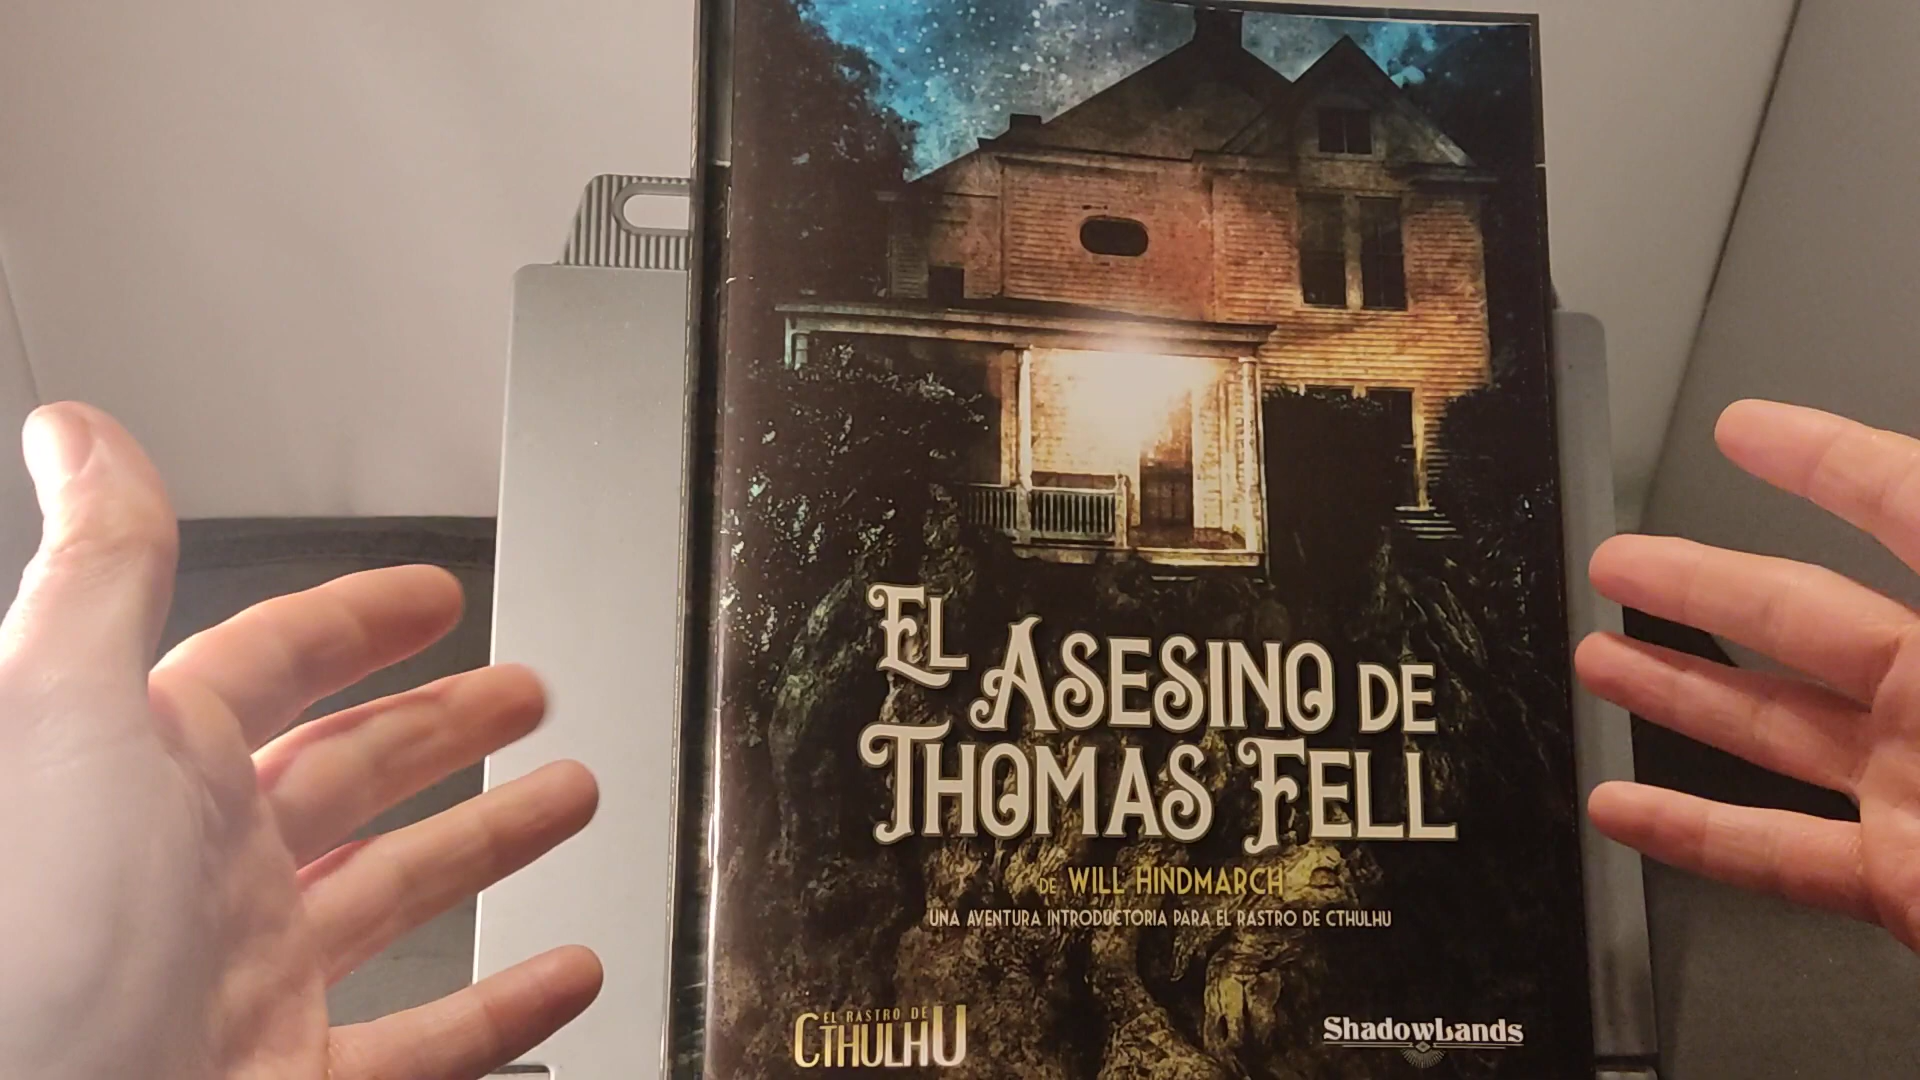 EL ASESINO DE
THOMAS FELL
DE WILL HINDMARCH
UNA AVENTURA INTRODUCTORIA PARA EL RASTRO DE CTHULHU
EL RASTRO DE
CTHULHU
ShadowLands